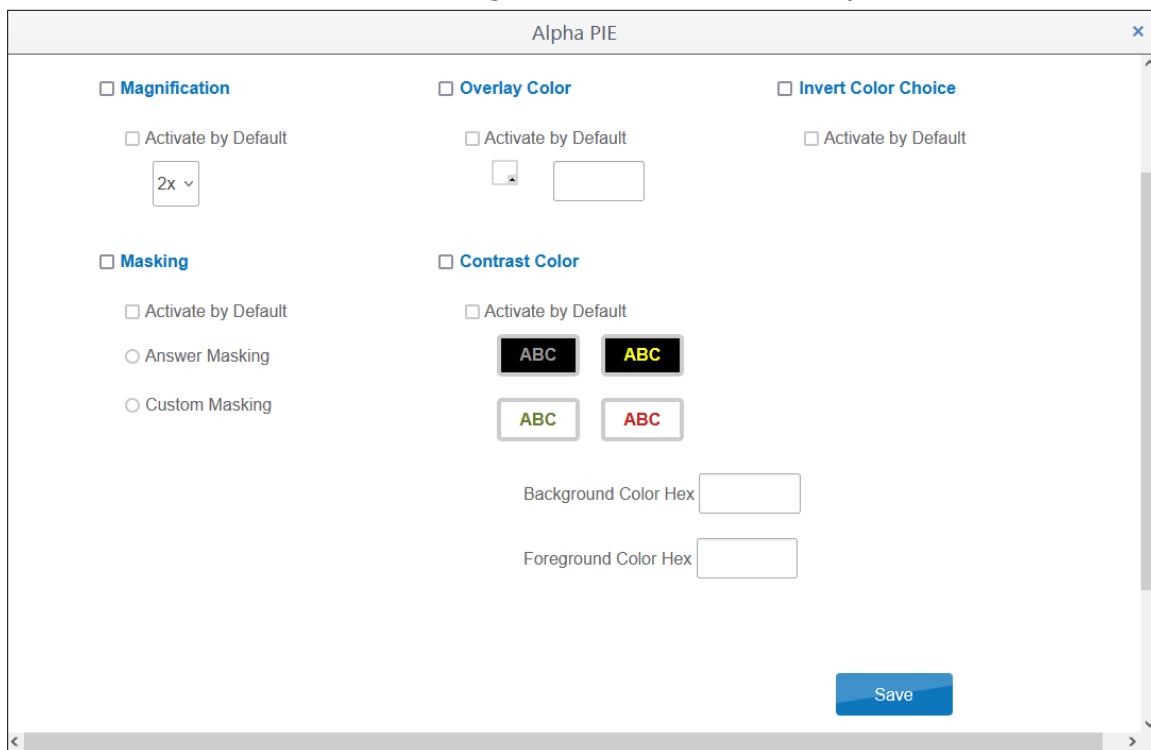 Alpha PIE
Magnification
Activate by Default
2x
Overlay Color
Activate by Default
Invert Color Choice
Activate by Default
Masking
Activate by Default
Answer Masking
Custom Masking
Contrast Color
Activate by Default
ABC ABC
ABC ABC
Background Color Hex
Foreground Color Hex
Save